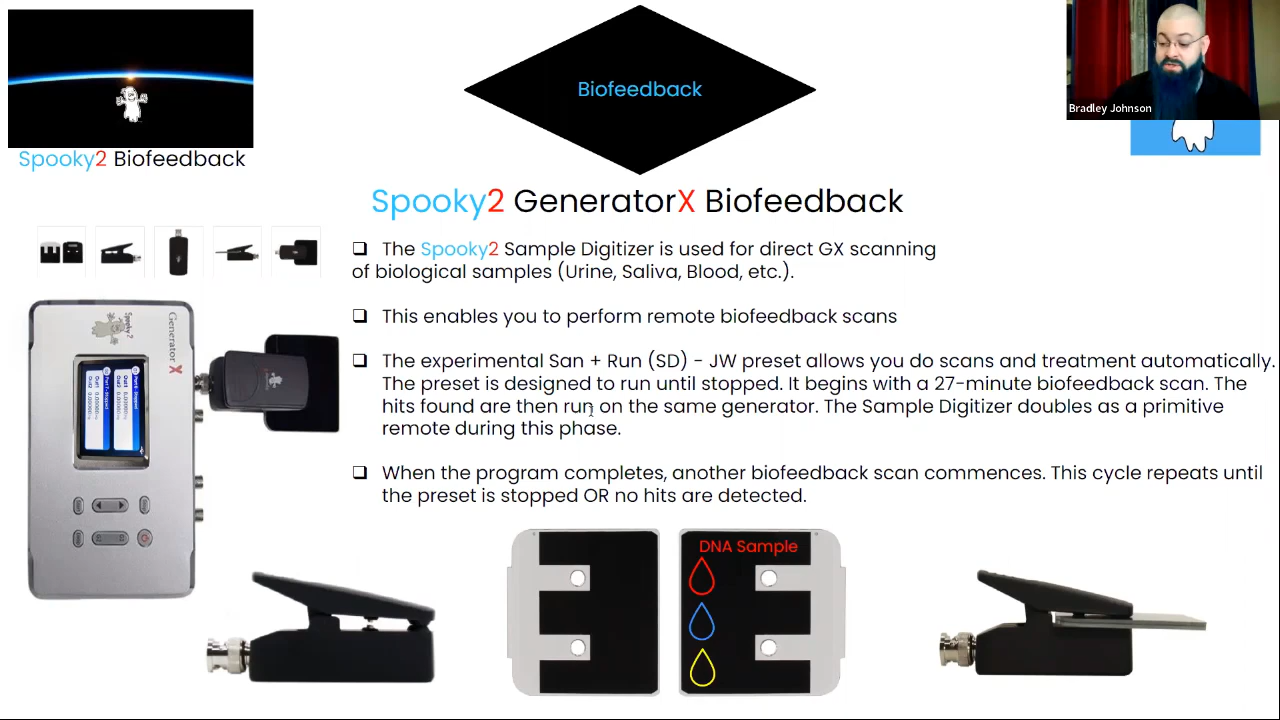 Biofeedback
Bradley Johnson
Spooky2 Biofeedback
Spooky2 GeneratorX Biofeedback
❑ The Spooky2 Sample Digitizer is used for direct GX scanning
of biological samples (Urine, Saliva, Blood, etc.).
❑ This enables you to perform remote biofeedback scans
❑ The experimental San + Run (SD) - JW preset allows you do scans and treatment automatically.
The preset is designed to run until stopped. It begins with a 27-minute biofeedback scan. The
hits found are then run on the same generator. The Sample Digitizer doubles as a primitive
remote during this phase.
❑ When the program completes, another biofeedback scan commences. This cycle repeats until
the preset is stopped OR no hits are detected.
Generator X
Spooky2
DNA Sample